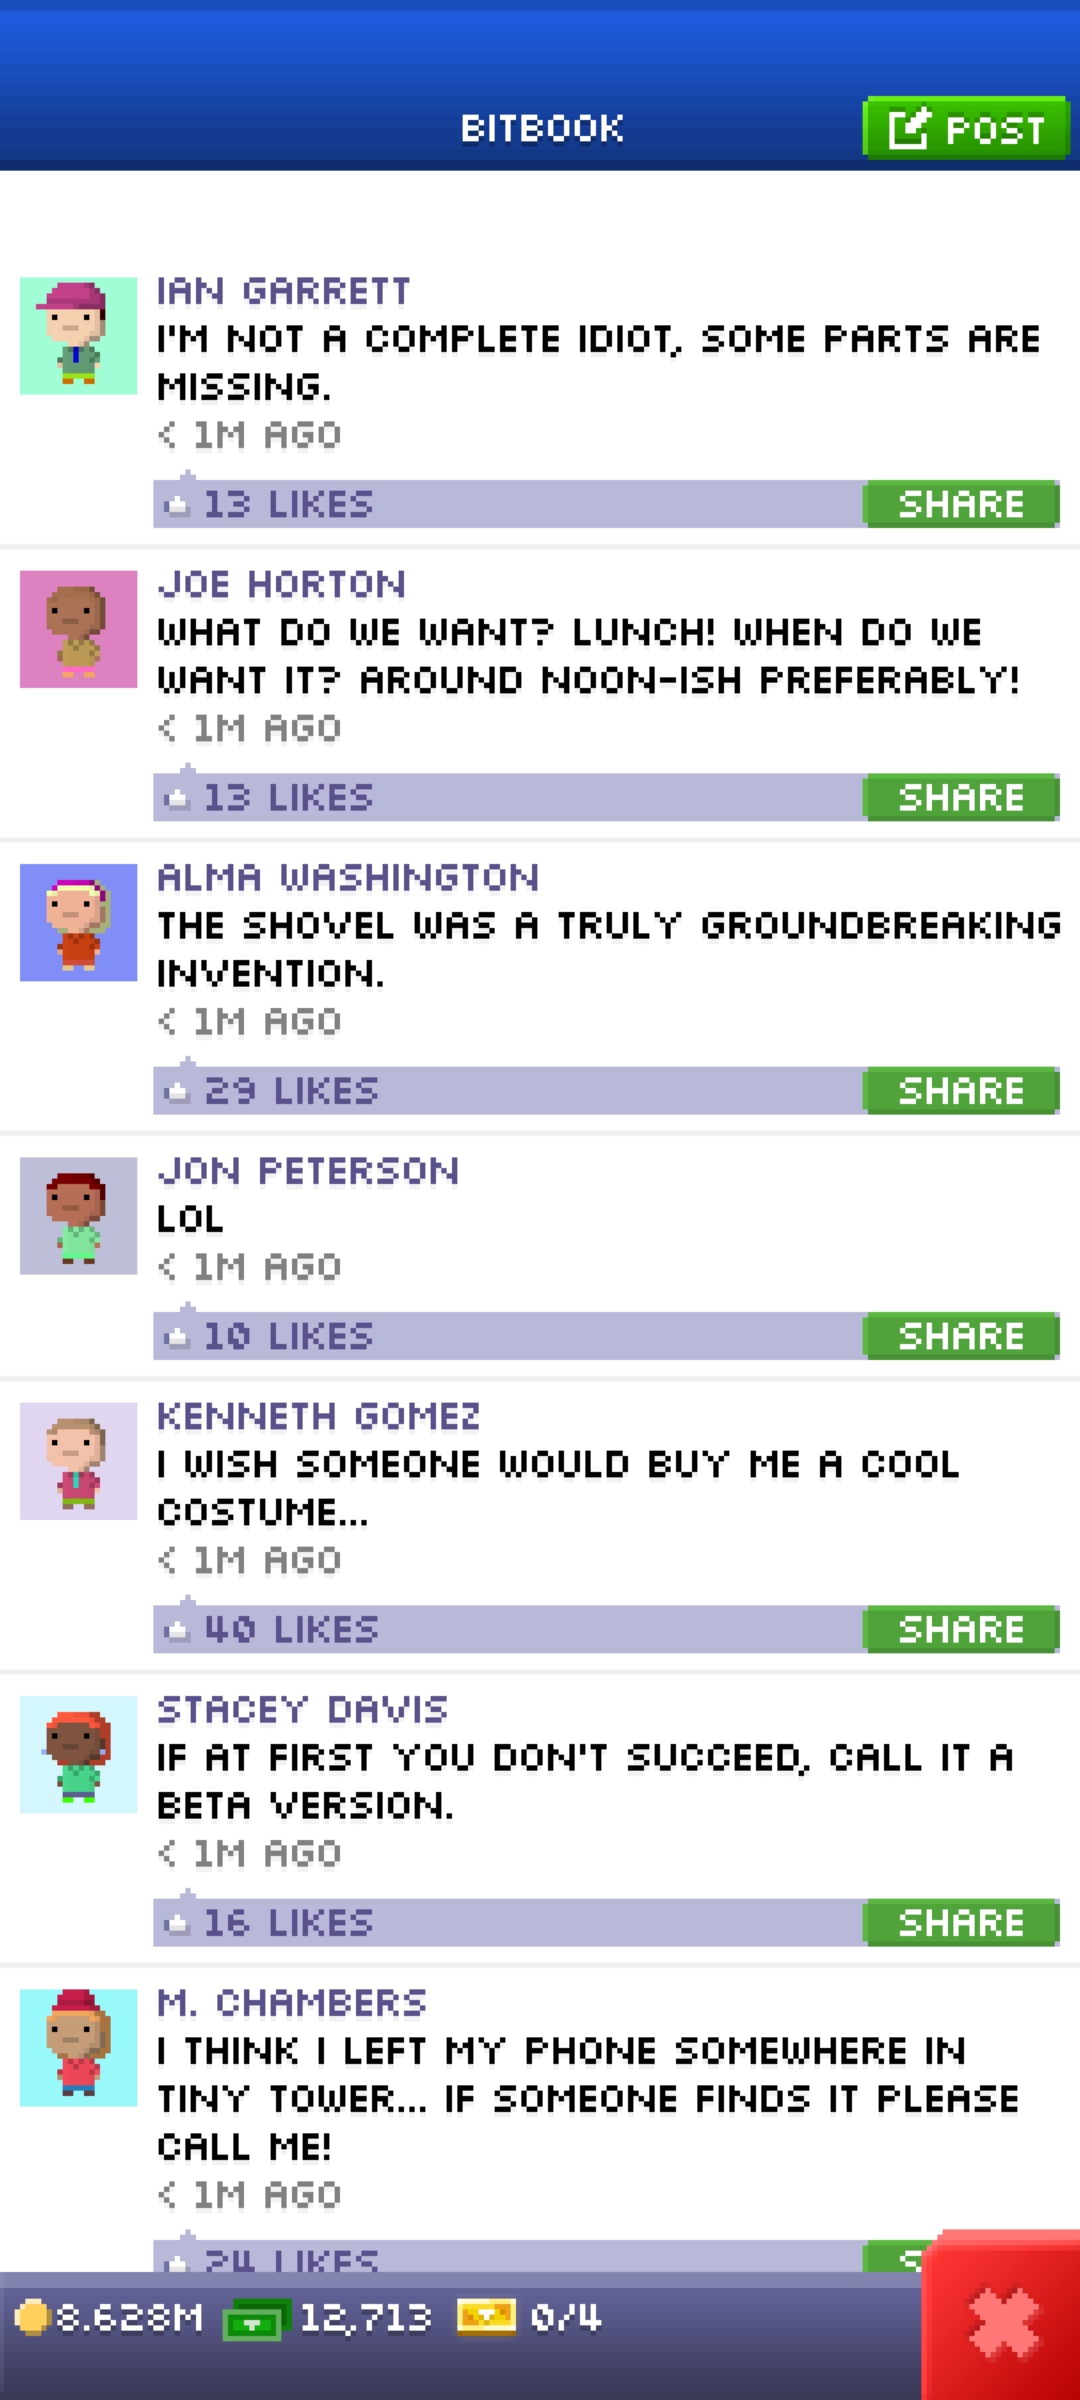 BITBOOK
POST
IAN GARRETT
I'M NOT A COMPLETE IDIOT, SOME PARTS ARE
MISSING.
< 1M AGO
13 LIKES
SHARE
JOE HORTON
WHAT DO WE WANT? LUNCH! WHEN DO WE
WANT IT? AROUND NOON-ISH PREFERABLY!
< 1M AGO
13 LIKES
SHARE
ALMA WASHINGTON
THE SHOVEL WAS A TRULY GROUNDBREAKING
INVENTION.
< 1M AGO
29 LIKES
SHARE
JON PETERSON
LOL
< 1M AGO
10 LIKES
SHARE
KENNETH GOMEZ
I WISH SOMEONE WOULD BUY ME A COOL
COSTUME...
< 1M AGO
40 LIKES
SHARE
STACEY DAVIS
IF AT FIRST YOU DON'T SUCCEED, CALL IT A
BETA VERSION.
< 1M AGO
16 LIKES
SHARE
M. CHAMBERS
I THINK I LEFT MY PHONE SOMEWHERE IN
TINY TOWER... IF SOMEONE FINDS IT PLEASE
CALL ME!
< 1M AGO
24 LIKES
8.628M 12,713 0/4